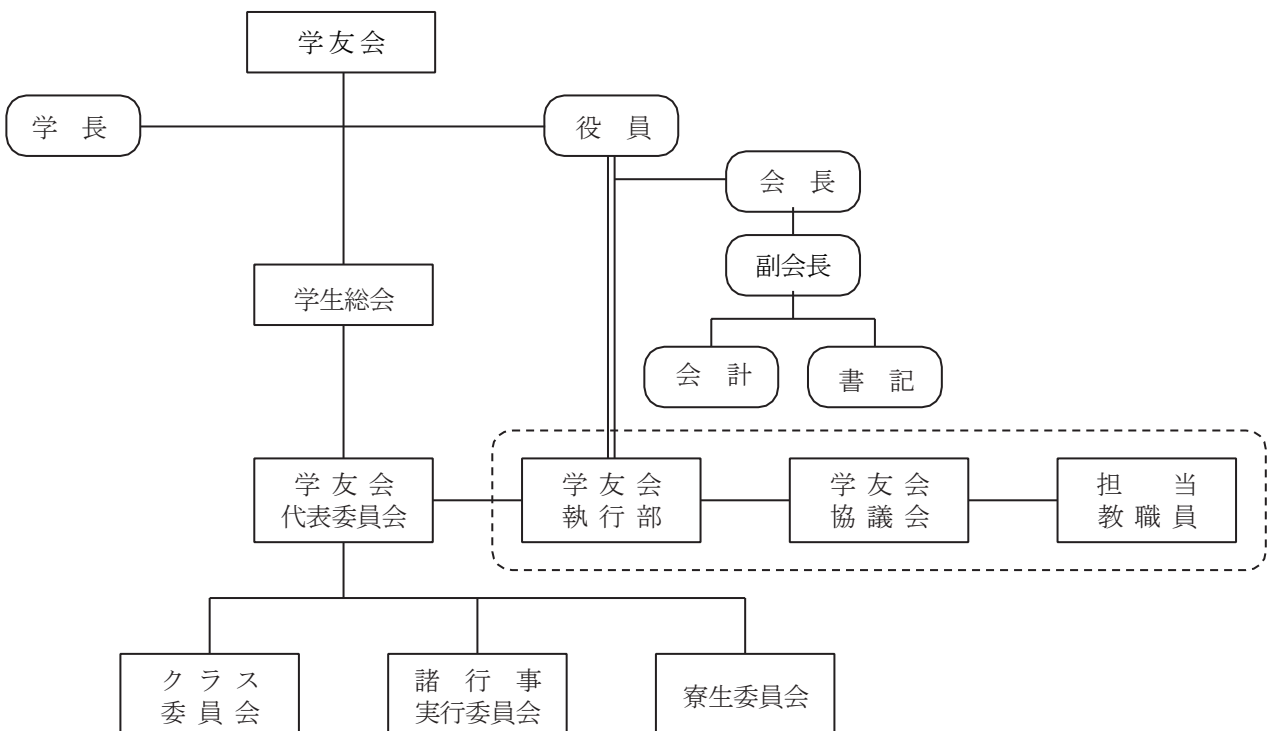 学友会
学長
役員
会長
副会長
学生総会
会計
書記
学友会
代表委員会
学友会
執行部
学友会
協議会
担当
教職員
クラス
委員会
諸行事
実行委員会
寮生委員会